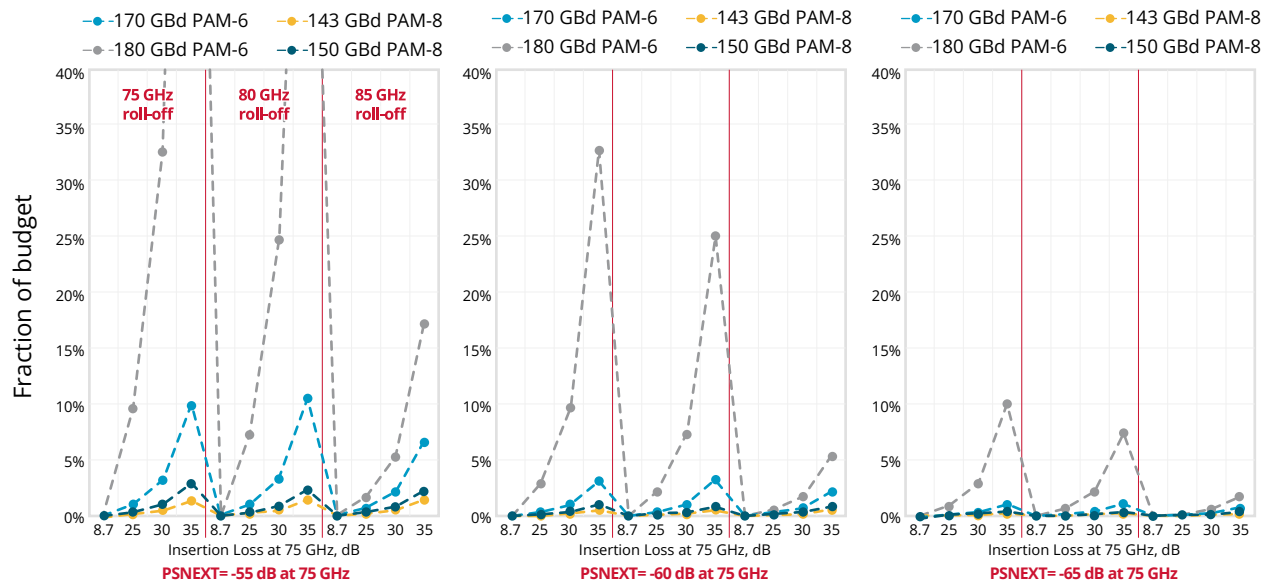 170 GBd PAM-6
143 GBd PAM-8
180 GBd PAM-6
150 GBd PAM-8
170 GBd PAM-6
143 GBd PAM-8
180 GBd PAM-6
150 GBd PAM-8
170 GBd PAM-6
143 GBd PAM-8
180 GBd PAM-6
150 GBd PAM-8
Fraction of budget
40%
35%
30%
25%
20%
15%
10%
5%
0%
75 GHz
roll-off
80 GHz
roll-off
85 GHz
roll-off
8.7 25 30 35 8.7 25 30 35 8.7 25 30 35
Insertion Loss at 75 GHz, dB
PSNEXT= -55 dB at 75 GHz
40%
35%
30%
25%
20%
15%
10%
5%
0%
8.7 25 30 35 8.7 25 30 35 8.7 25 30 35
Insertion Loss at 75 GHz, dB
PSNEXT= -60 dB at 75 GHz
40%
35%
30%
25%
20%
15%
10%
5%
0%
8.7 25 30 35 8.7 25 30 35 8.7 25 30 35
Insertion Loss at 75 GHz, dB
PSNEXT= -65 dB at 75 GHz